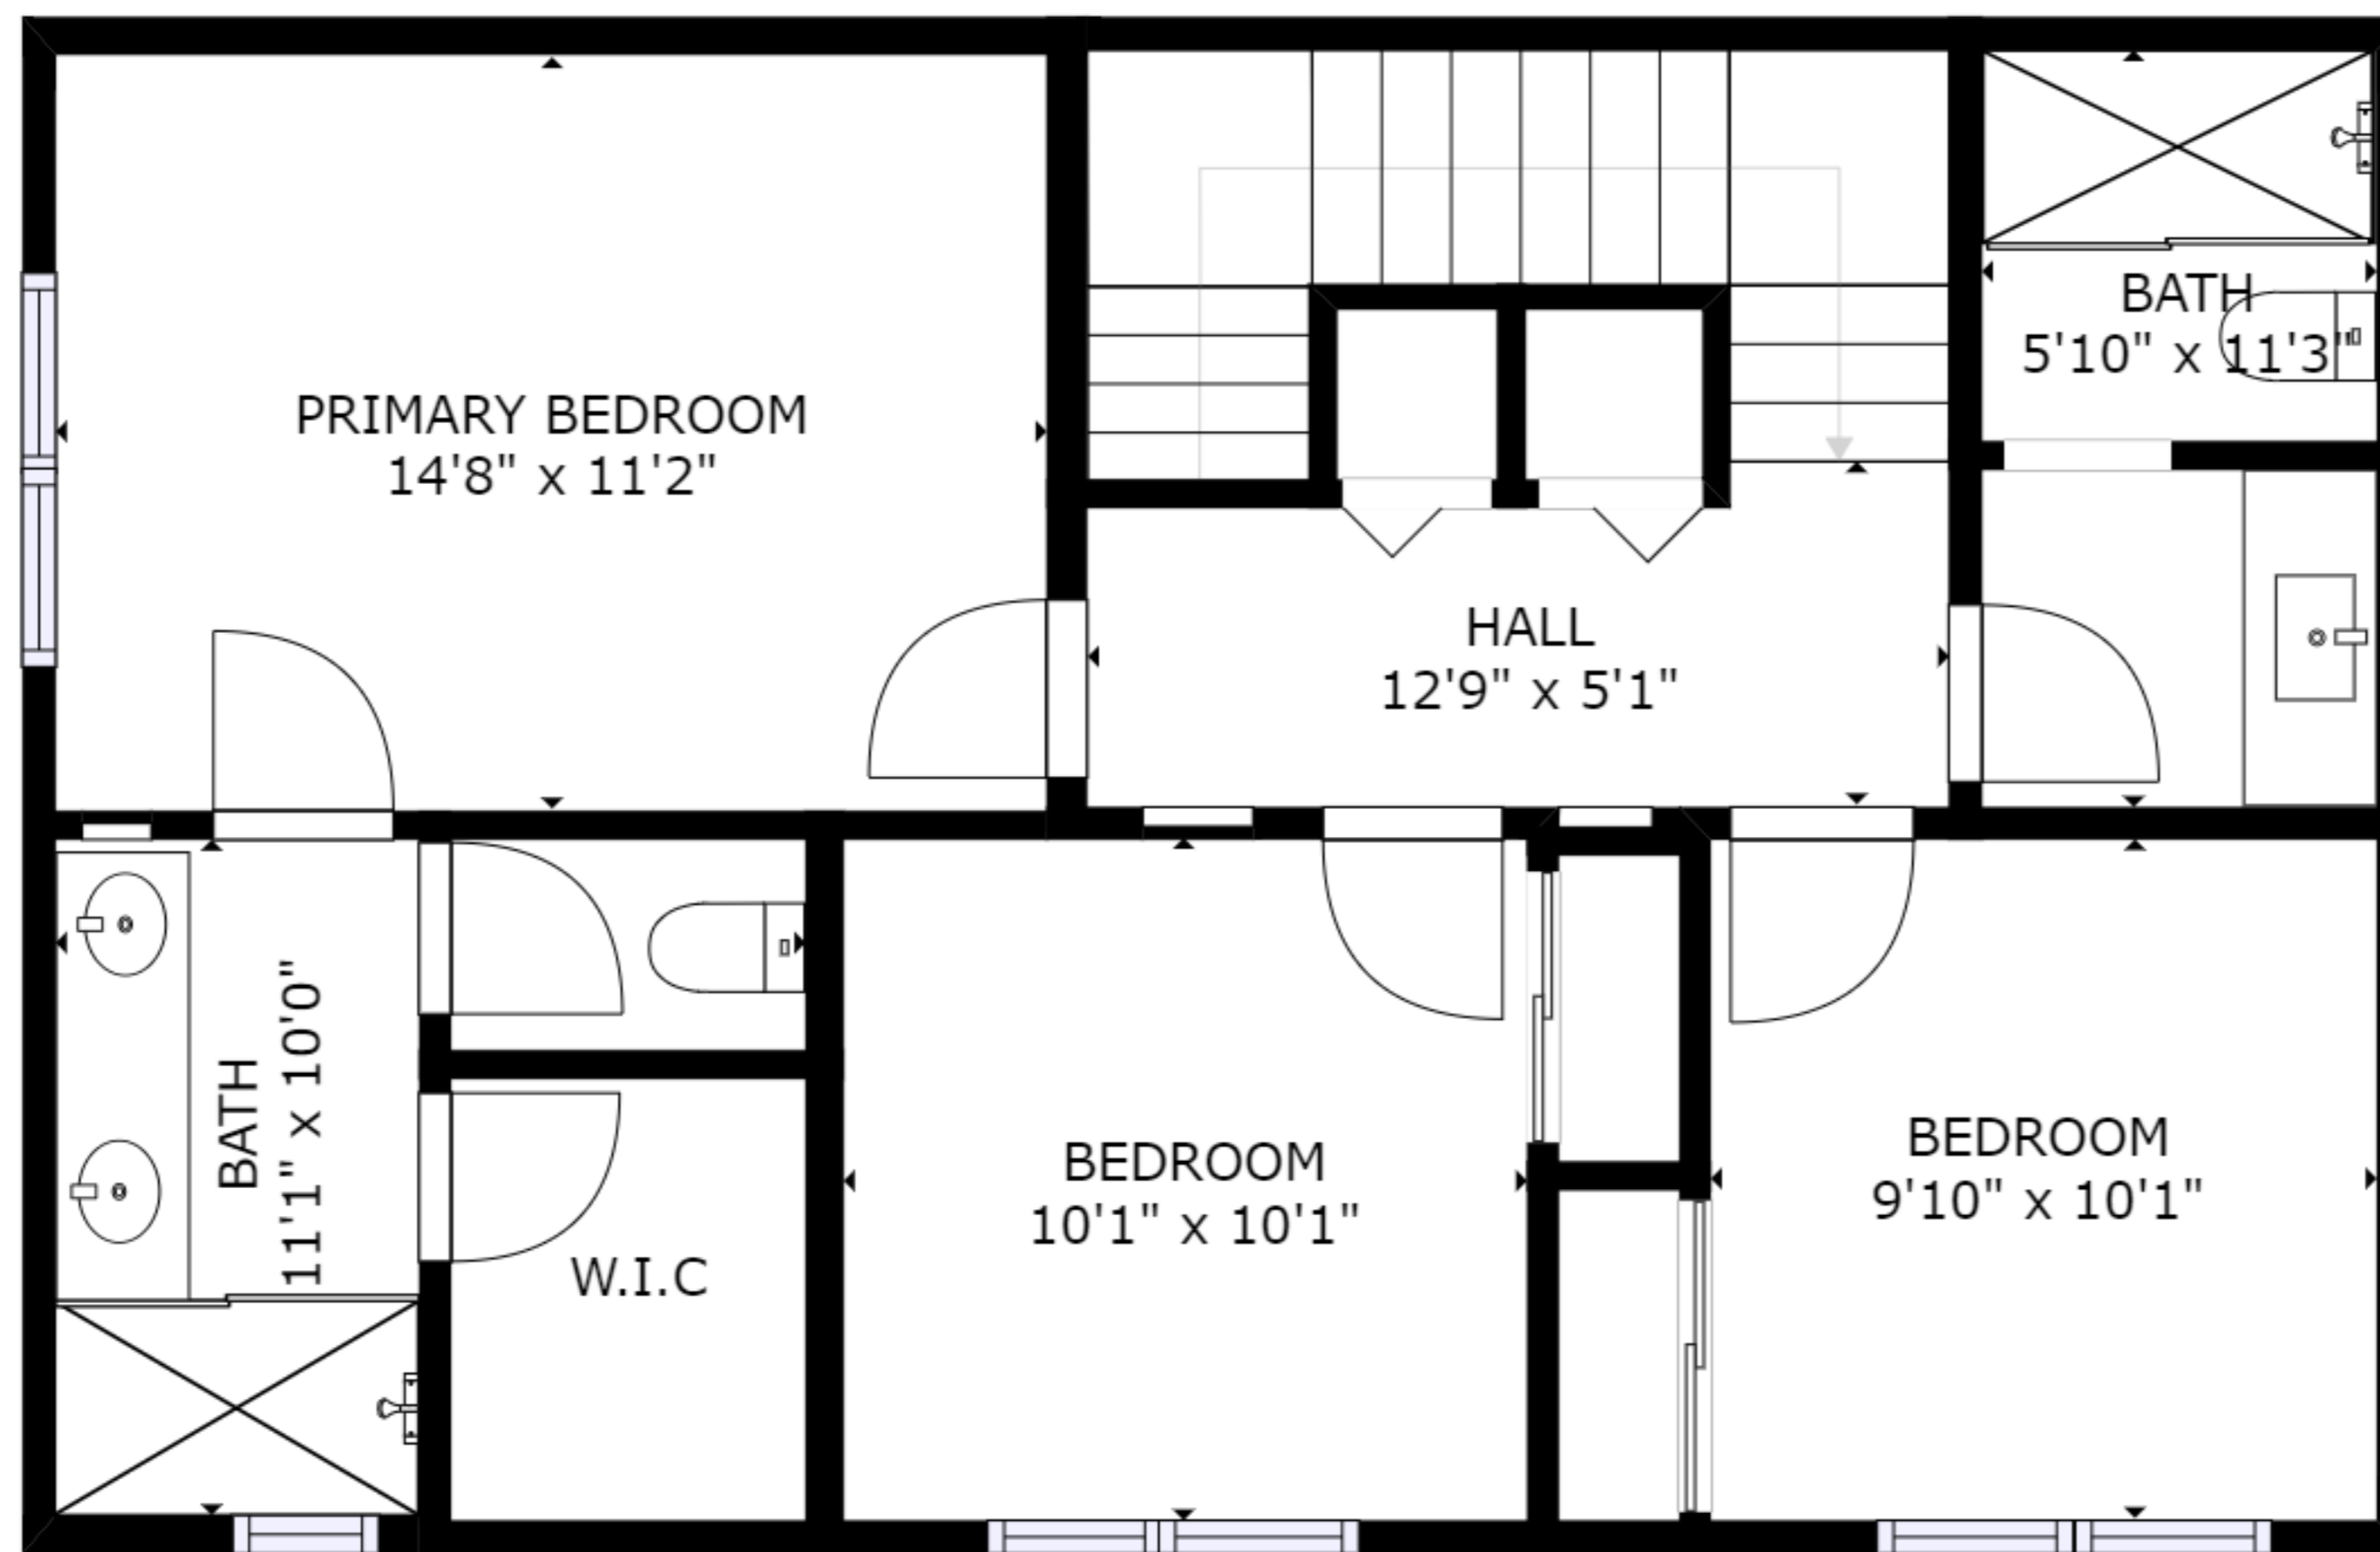 PRIMARY BEDROOM
14'8" x 11'2"
BATH
5'10" x 11'3"
HALL
12'9" x 5'1"
BATH
11'1" x 10'0"
W.I.C
BEDROOM
10'1" x 10'1"
BEDROOM
9'10" x 10'1"